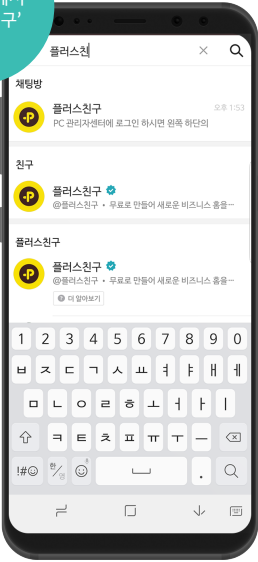 구’
플러스친
채팅방
플러스친구
오후 1:53
PC 관리자센터에 로그인 하시면 왼쪽 하단의
친구
플러스친구
@플러스친구 • 무료로 만들어 새로운 비즈니스 홈을···
플러스친구
플러스친구
@플러스친구 • 무료로 만들어 새로운 비즈니스 홈을···
더 알아보기
1 2 3 4 5 6 7 8 9 0
ㅂ ㅈ ㄷ ㄱ ㅅ ㅛ ㅕ ㅑ ㅐ ㅔ
ㅁ ㄴ ㅇ ㄹ ㅎ ㅗ ㅓ ㅏ ㅣ
ㅋ ㅌ ㅊ ㅍ ㅠ ㅜ ㅡ
!#☺ 한/영 .